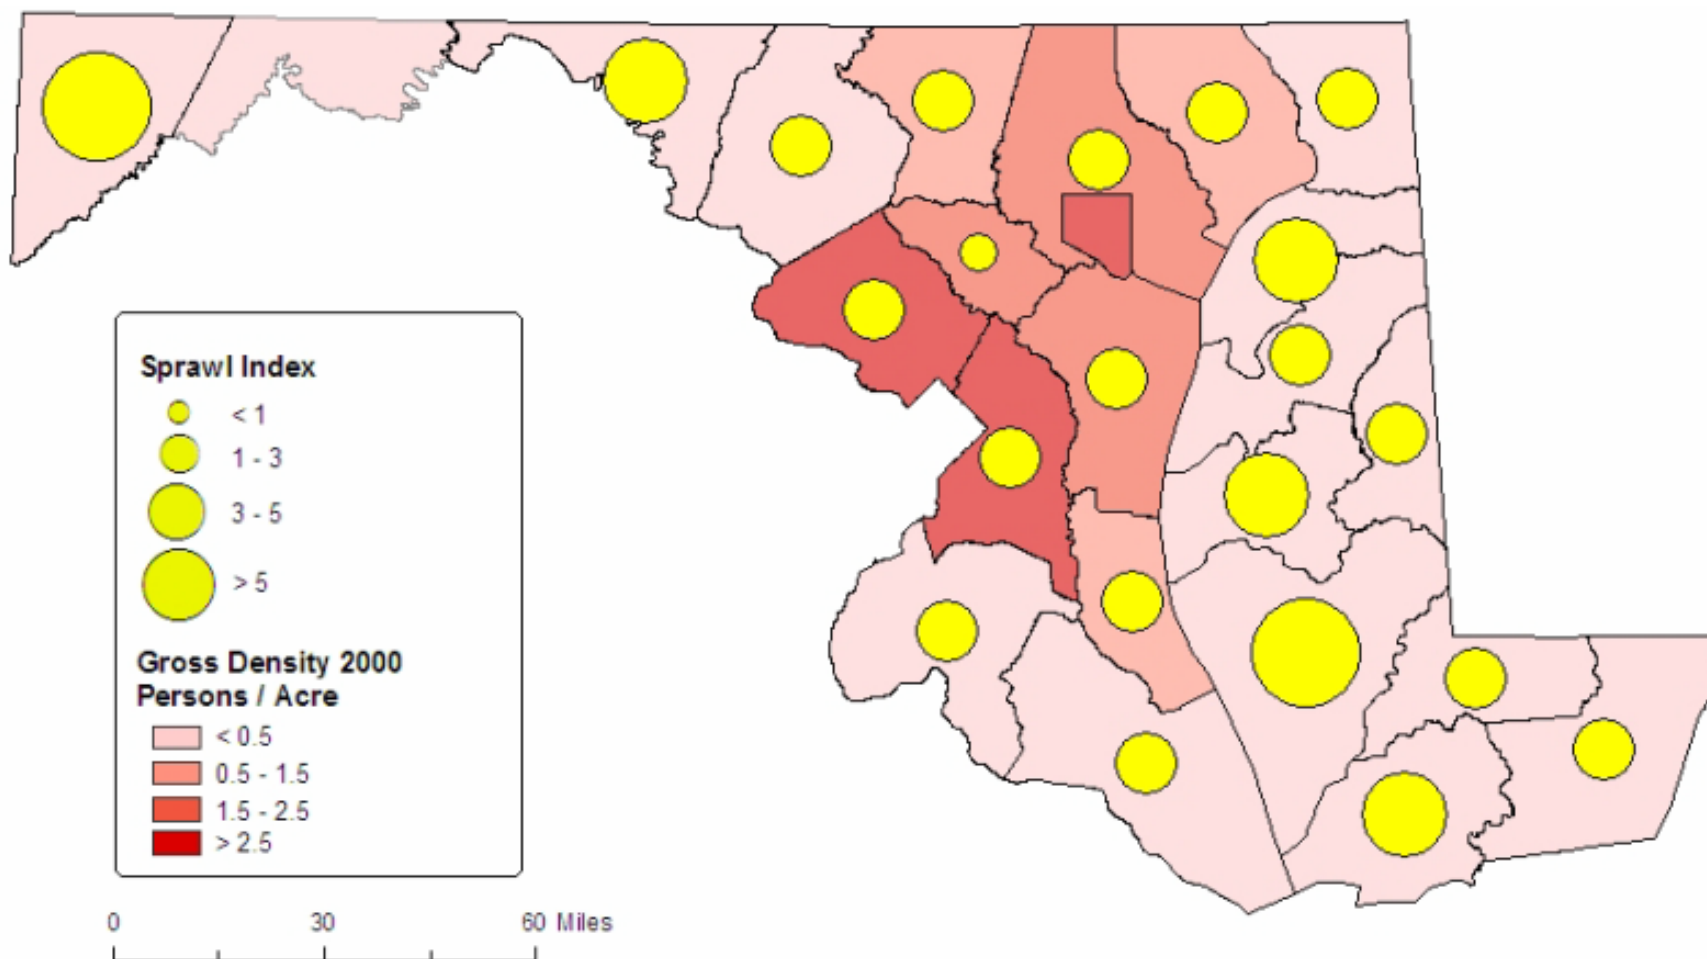 Sprawl Index
< 1
1 - 3
3 - 5
> 5
Gross Density 2000
Persons / Acre
< 0.5
0.5 - 1.5
1.5 - 2.5
> 2.5
0 30 60 Miles